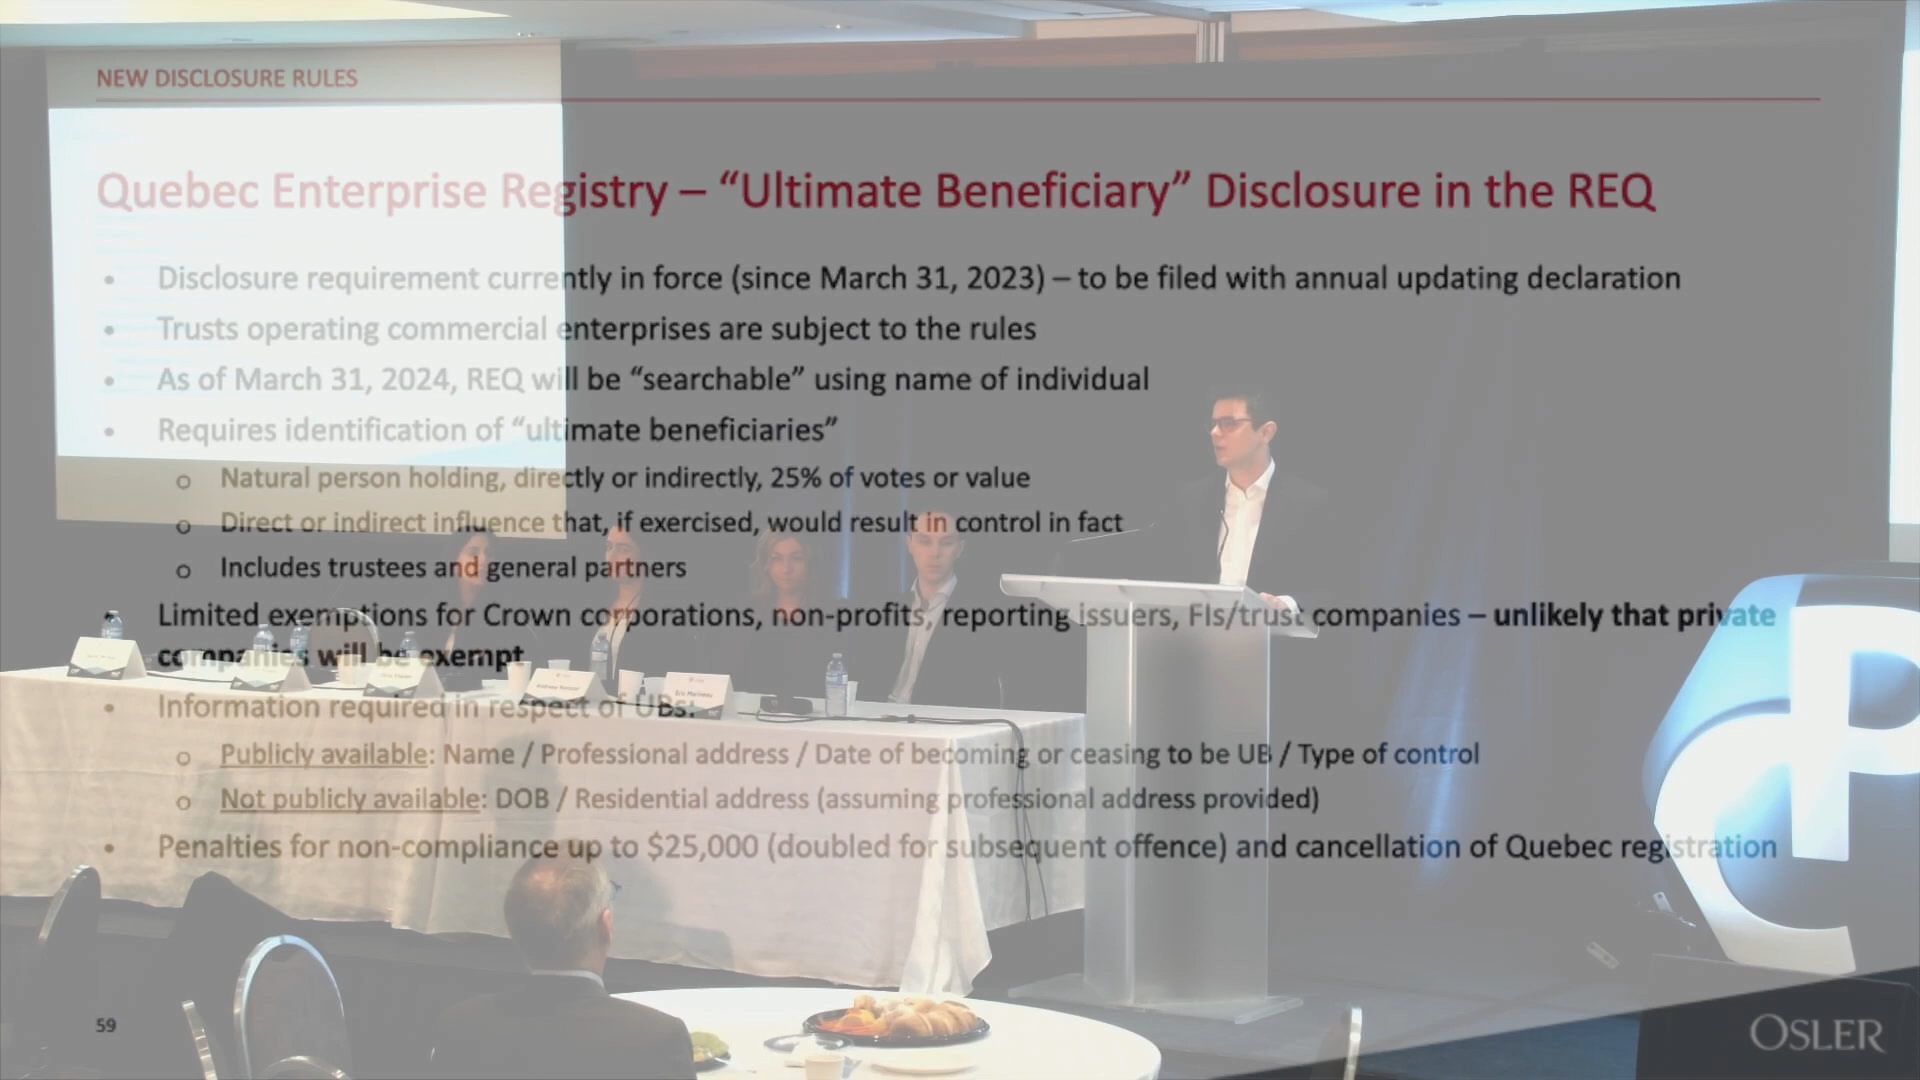 NEW DISCLOSURE RULES
Quebec Enterprise Registry – “Ultimate Beneficiary” Disclosure in the REQ
• Disclosure requirement currently in force (since March 31, 2023) – to be filed with annual updating declaration
• Trusts operating commercial enterprises are subject to the rules
• As of March 31, 2024, REQ will be “searchable” using name of individual
• Requires identification of “ultimate beneficiaries”
o Natural person holding, directly or indirectly, 25% of votes or value
o Direct or indirect influence that, if exercised, would result in control in fact
o Includes trustees and general partners
• Limited exemptions for Crown corporations, non-profits, reporting issuers, FIs/trust companies – unlikely that private
companies will be exempt
• Information required in respect of UBs:
o Publicly available: Name / Professional address / Date of becoming or ceasing to be UB / Type of control
o Not publicly available: DOB / Residential address (assuming professional address provided)
• Penalties for non-compliance up to $25,000 (doubled for subsequent offence) and cancellation of Quebec registration
59
OSLER